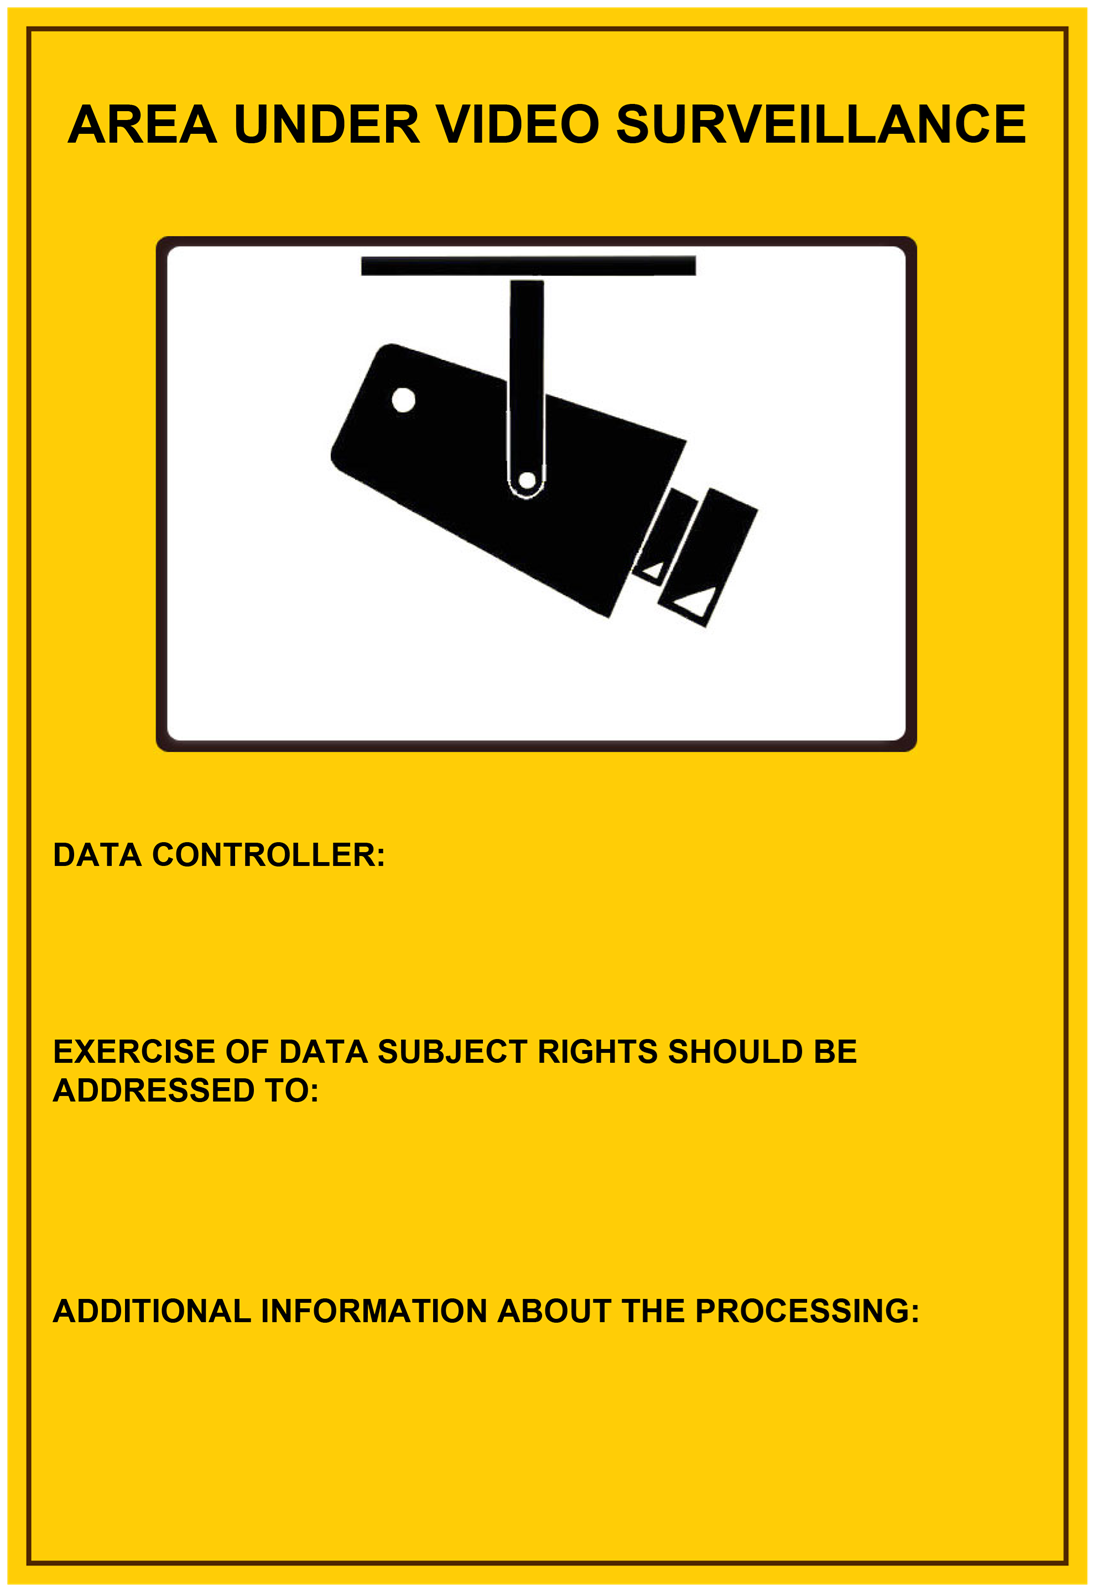 AREA UNDER VIDEO SURVEILLANCE
DATA CONTROLLER:
EXERCISE OF DATA SUBJECT RIGHTS SHOULD BE
ADDRESSED TO:
ADDITIONAL INFORMATION ABOUT THE PROCESSING: